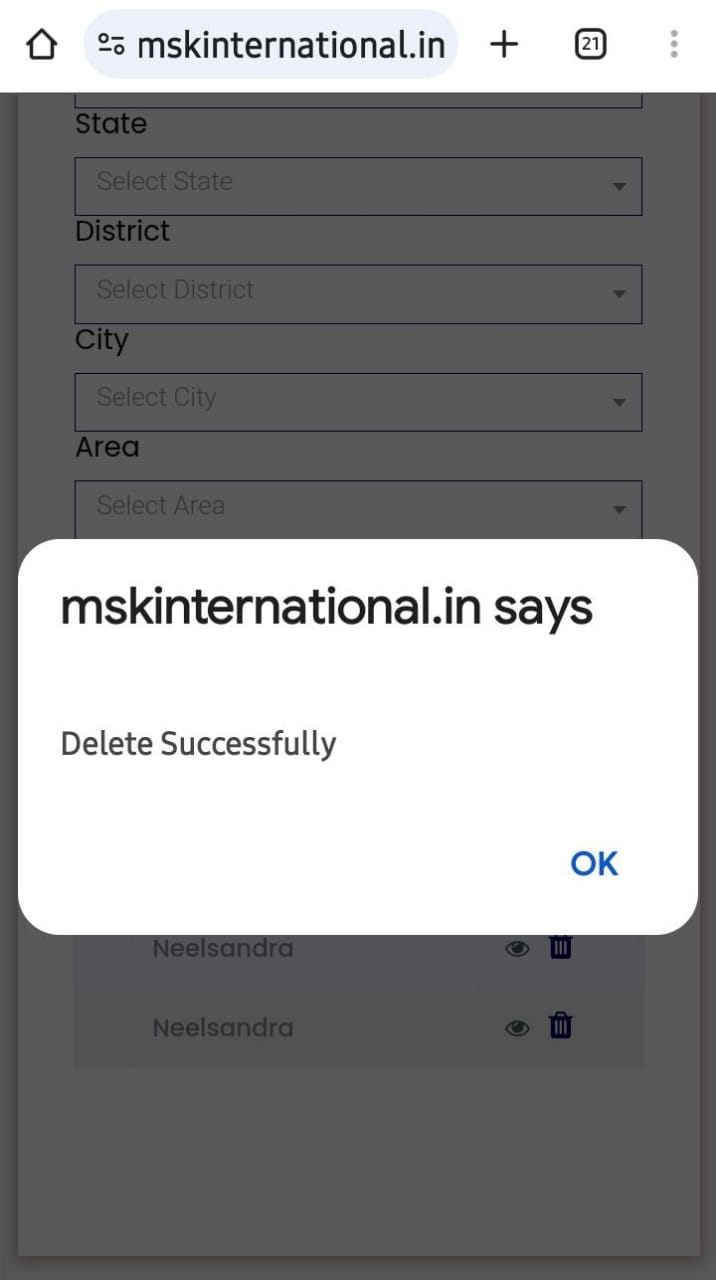 mskinternational.in
21
State
Select State
District
Select District
City
Select City
Area
Select Area
mskinternational.in says
Delete Successfully
OK
Neelsandra
Neelsandra